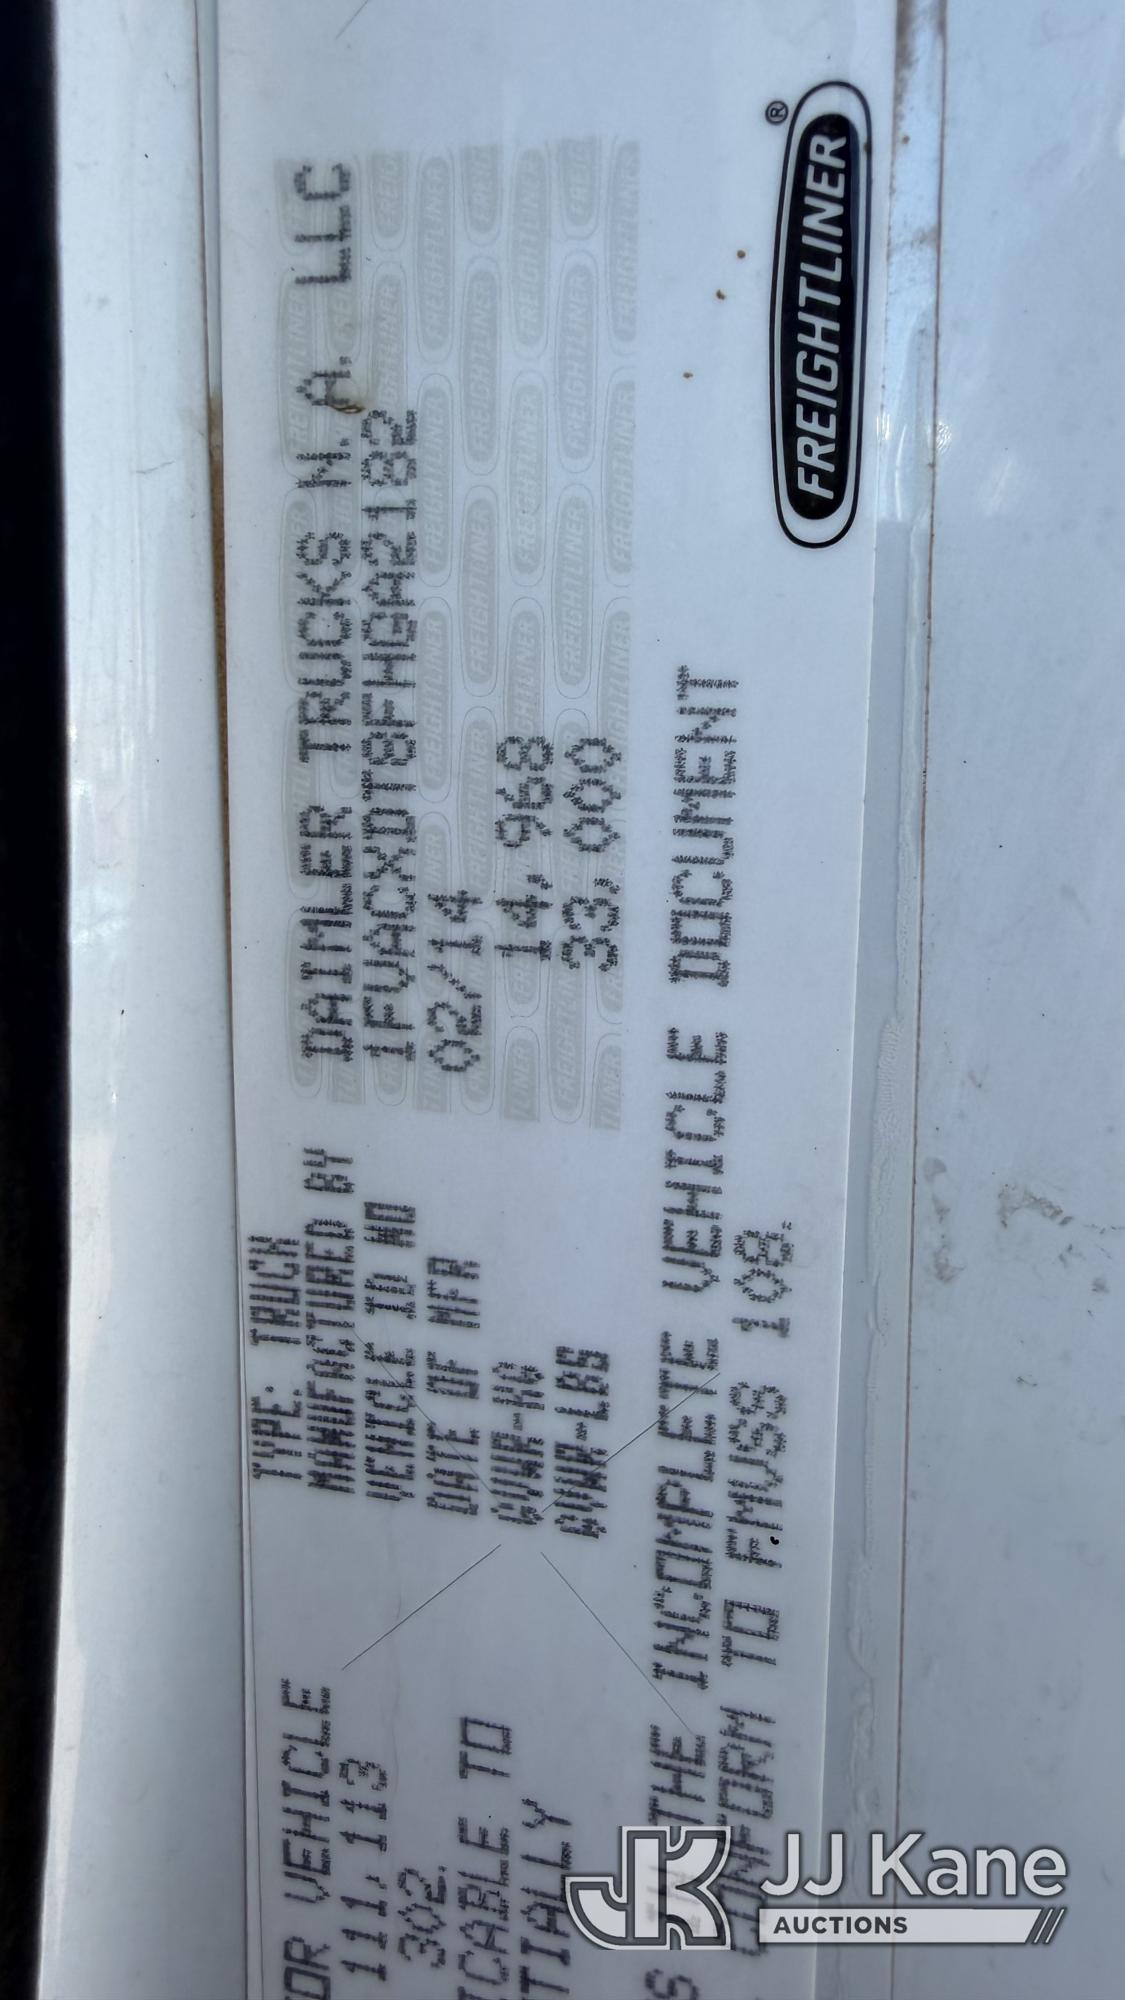 TYPE: TRUCK
MANUFACTURED BY DAIMLER TRUCKS N.A. LLC
VEHICLE ID NO 1FVACXDT8FHGA2182
DATE OF MFR 02/14
GVWR-KG 14,968
GVWR-LBS 33,000
OR VEHICLE
111, 113
302.
ICABLE TO
TIALLY
THE INCOMPLETE VEHICLE DOCUMENT
CONFORM TO FMVSS 108.
FREIGHTLINER®
JJ Kane
AUCTIONS